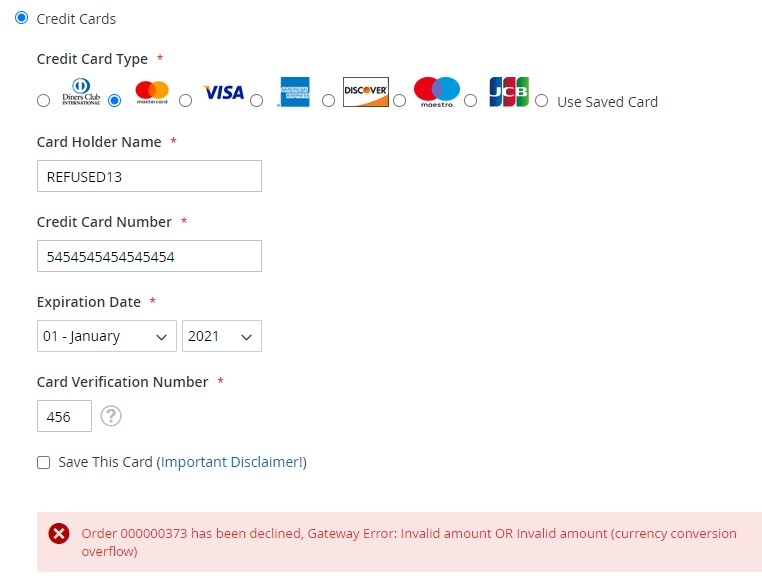 Credit Cards
Credit Card Type *
Diners Club INTERNATIONAL mastercard VISA AMERICAN EXPRESS DISCOVER maestro JCB Use Saved Card
Card Holder Name *
REFUSED13
Credit Card Number *
5454545454545454
Expiration Date *
01 - January 2021
Card Verification Number *
456 ?
Save This Card (Important Disclaimer!)
Order 000000373 has been declined, Gateway Error: Invalid amount OR Invalid amount (currency conversion
overflow)